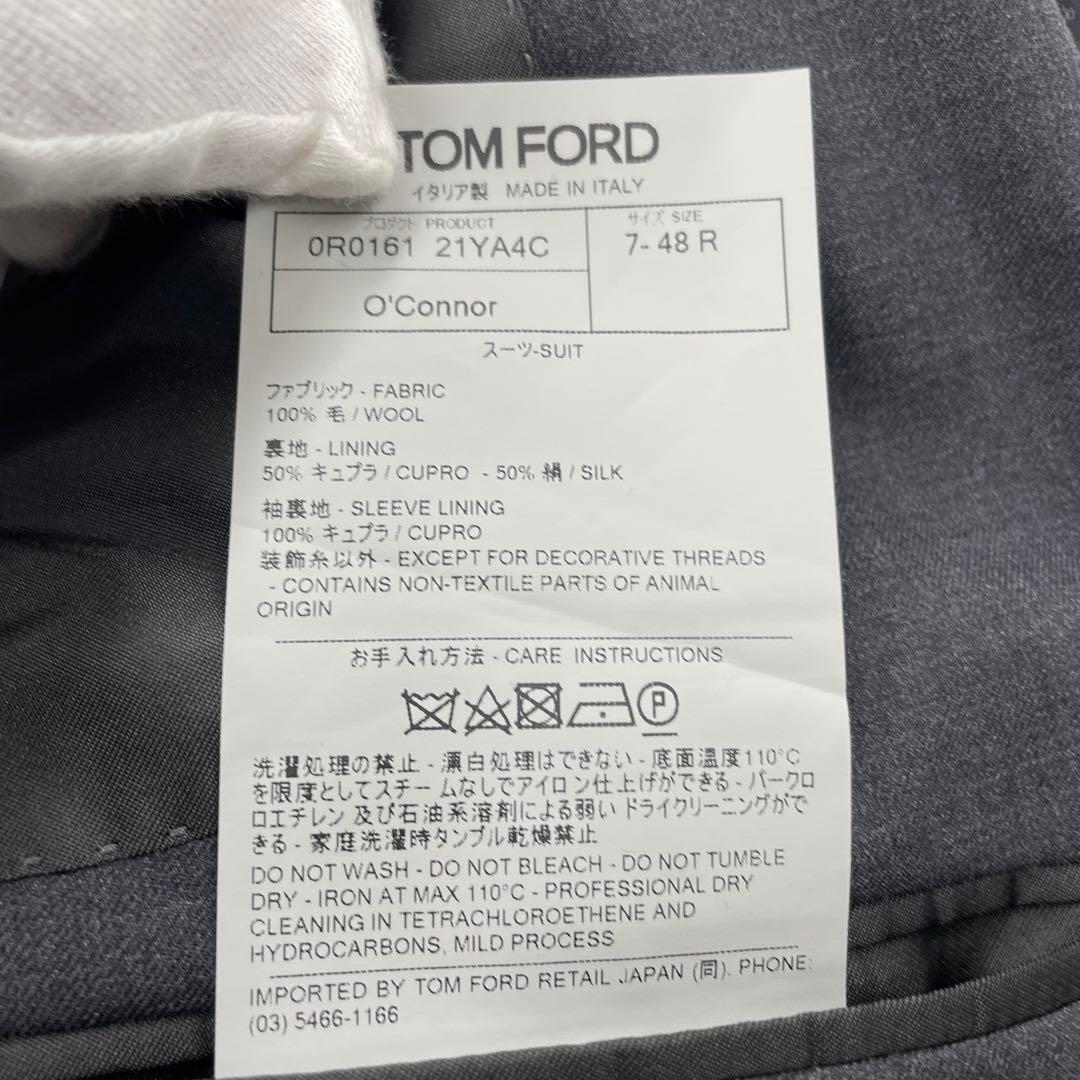 TOM FORD
イタリア製 MADE IN ITALY
プロダクト PRODUCT
0R0161 21YA4C
サイズ SIZE
7- 48 R
O'Connor
スーツ-SUIT
ファブリック - FABRIC
100% 毛 / WOOL
裏地 - LINING
50% キュプラ / CUPRO - 50% 絹 / SILK
袖裏地 - SLEEVE LINING
100% キュプラ / CUPRO
装飾糸以外 - EXCEPT FOR DECORATIVE THREADS
- CONTAINS NON-TEXTILE PARTS OF ANIMAL
ORIGIN
お手入れ方法 - CARE INSTRUCTIONS
P
洗濯処理の禁止 - 漂白処理はできない - 底面温度110°C
を限度としてスチームなしでアイロン仕上げができる - パークロ
ロエチレン 及び石油系溶剤による弱い ドライクリーニングがで
きる - 家庭洗濯時タンブル乾燥禁止
DO NOT WASH - DO NOT BLEACH - DO NOT TUMBLE
DRY - IRON AT MAX 110°C - PROFESSIONAL DRY
CLEANING IN TETRACHLOROETHENE AND
HYDROCARBONS, MILD PROCESS
IMPORTED BY TOM FORD RETAIL JAPAN (同). PHONE:
(03) 5466-1166